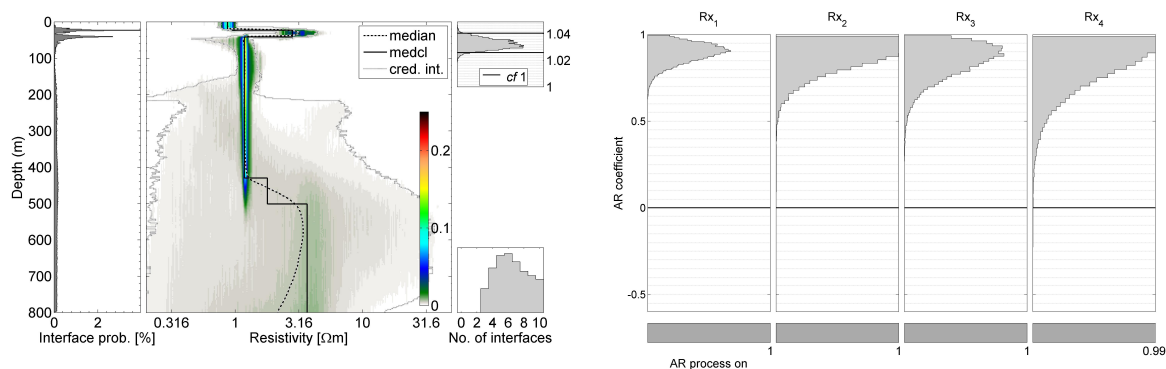 0
100
200
300
400
500
600
700
800
Depth (m)
0 2
Interface prob. [%]
median
medcl
cred. int.
0.2
0.1
0
0.316 1 3.16 10 31.6
Resistivity [Ωm]
1.04
1.02
1
cf 1
0 2 4 6 8 10
No. of interfaces
Rx1 Rx2 Rx3 Rx4
1
0.5
0
-0.5
AR coefficient
1 1 1 0.99
AR process on